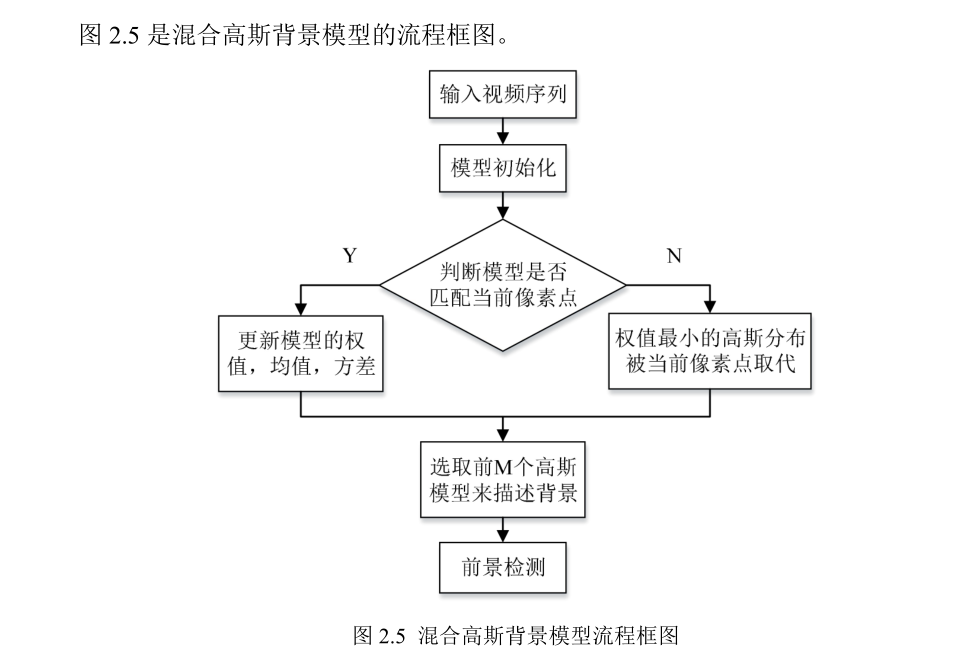 图 2.5 是混合高斯背景模型的流程框图。
输入视频序列
模型初始化
判断模型是否
匹配当前像素点
Y
N
更新模型的权
值，均值，方差
权值最小的高斯分布
被当前像素点取代
选取前M个高斯
模型来描述背景
前景检测
图 2.5 混合高斯背景模型流程框图